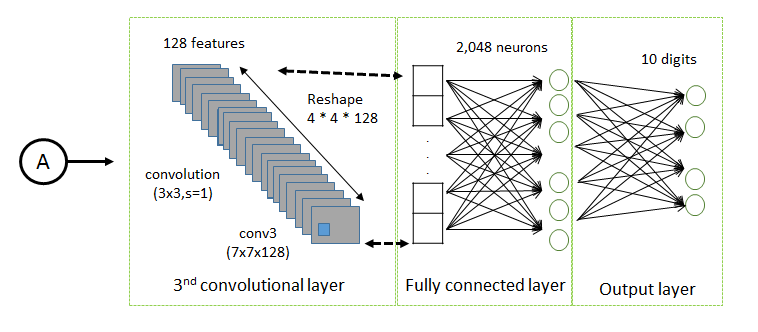 128 features
2,048 neurons
10 digits
Reshape
4 * 4 * 128
A
convolution
(3x3,s=1)
conv3
(7x7x128)
3nd convolutional layer
Fully connected layer
Output layer